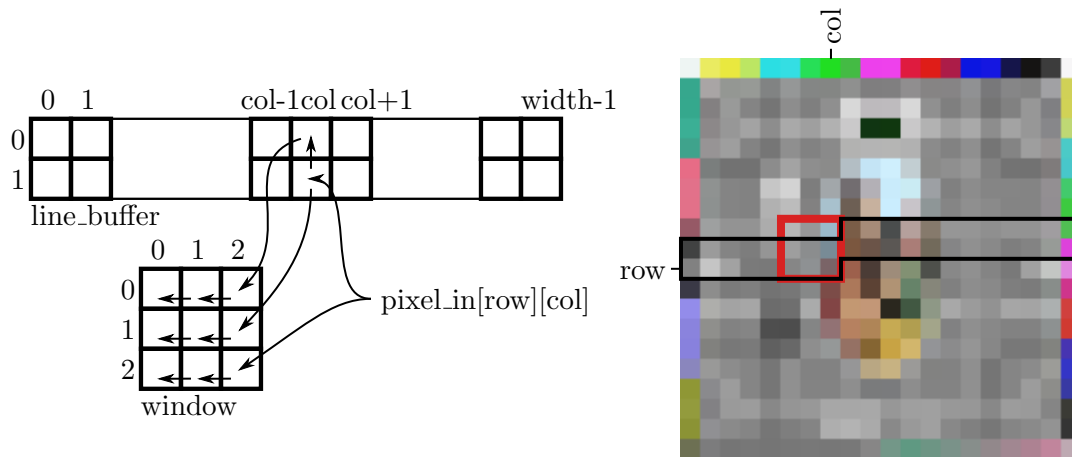 0 1 col-1 col col+1 width-1
0
1
line_buffer
0 1 2
0
1
2
window
pixel_in[row][col]
col
row